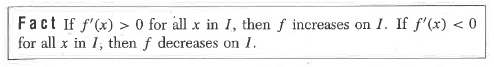 Fact If f'(x) > 0 for all x in I, then f increases on I. If f'(x) < 0
for all x in I, then f decreases on I.